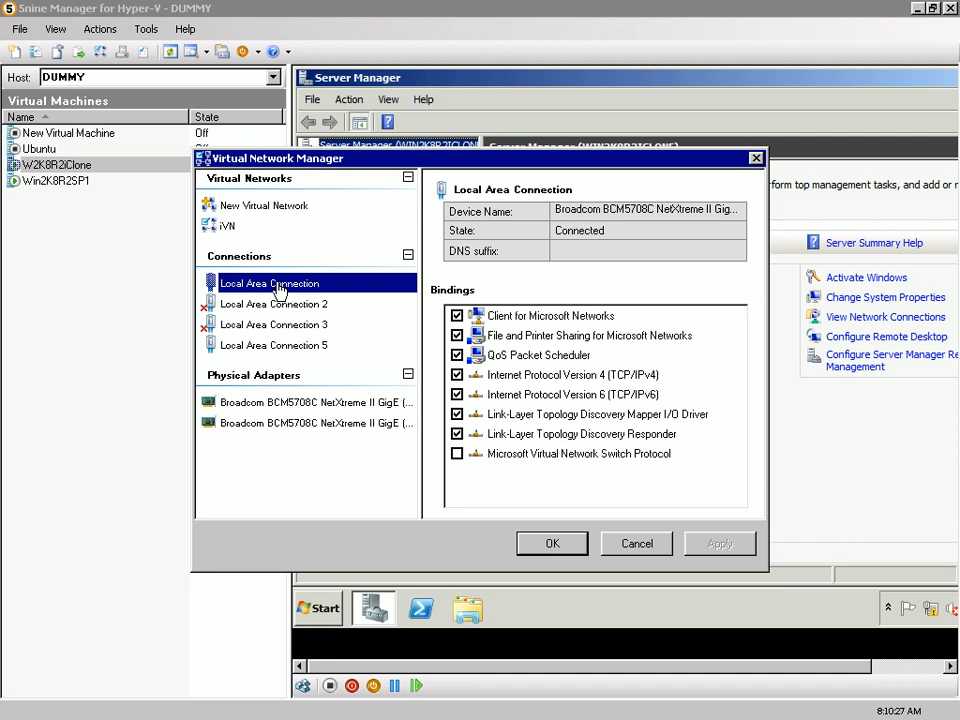 5nine Manager for Hyper-V - DUMMY
File View Actions Tools Help
Host: DUMMY
Virtual Machines
Name State
New Virtual Machine Off
Ubuntu Off
W2K8R2iClone
Win2K8R2SP1
Server Manager
File Action View Help
Server Manager (WIN2K8R2ICLON
Virtual Network Manager
Virtual Networks
New Virtual Network
iVN
Connections
Local Area Connection
Local Area Connection 2
Local Area Connection 3
Local Area Connection 5
Physical Adapters
Broadcom BCM5708C NetXtreme II GigE (...
Broadcom BCM5708C NetXtreme II GigE (...
Local Area Connection
Device Name: Broadcom BCM5708C NetXtreme II Gig...
State: Connected
DNS suffix:
Bindings
Client for Microsoft Networks
File and Printer Sharing for Microsoft Networks
QoS Packet Scheduler
Internet Protocol Version 4 (TCP/IPv4)
Internet Protocol Version 6 (TCP/IPv6)
Link-Layer Topology Discovery Mapper I/O Driver
Link-Layer Topology Discovery Responder
Microsoft Virtual Network Switch Protocol
OK Cancel Apply
form top management tasks, and add or r
Server Summary Help
Activate Windows
Change System Properties
View Network Connections
Configure Remote Desktop
Configure Server Manager Re
Management
Start
8:10:27 AM